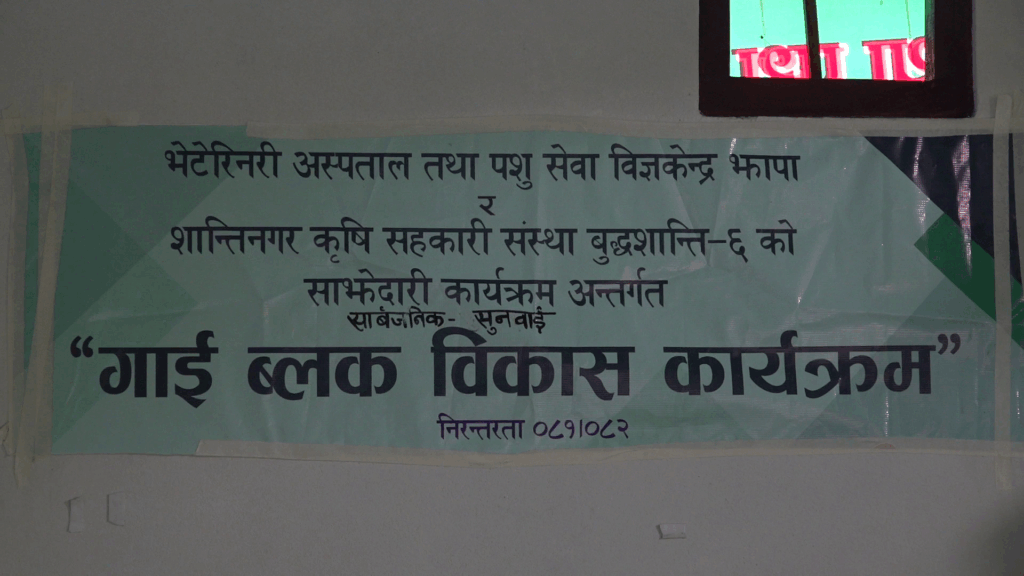 भेटेरिनरी अस्पताल तथा पशु सेवा विज्ञकेन्द्र झापा
र
शान्तिनगर कृषि सहकारी संस्था बुद्धशान्ति-६ को
साझेदारी कार्यक्रम अन्तर्गत
सार्बजनिक - सुनवाई
“गाई ब्लक विकास कार्यक्रम”
निरन्तरता ०८१।०८२